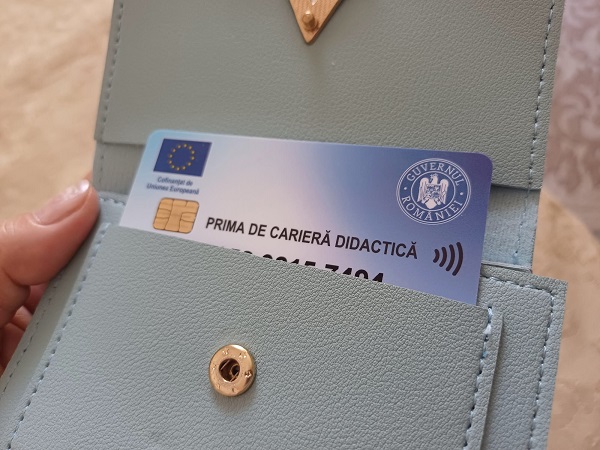 Cofinanțat de
Uniunea Europeană
GUVERNUL
ROMÂNIEI
PRIMA DE CARIERĂ DIDACTICĂ